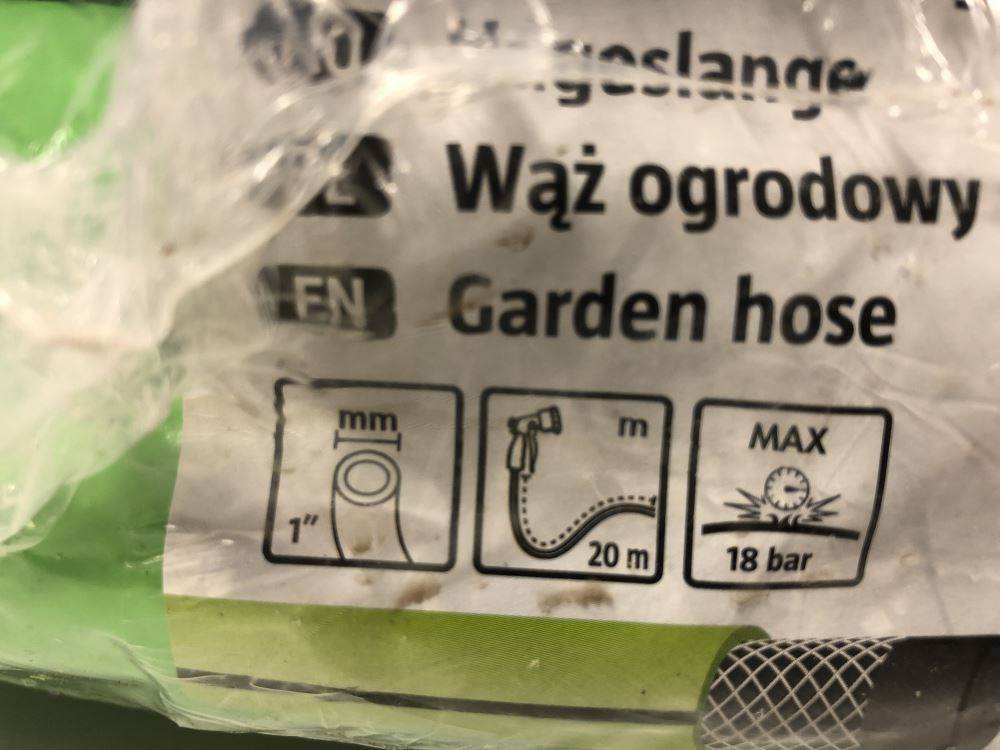 Wąż ogrodowy
EN Garden hose
mm
1"
m
20 m
MAX
18 bar